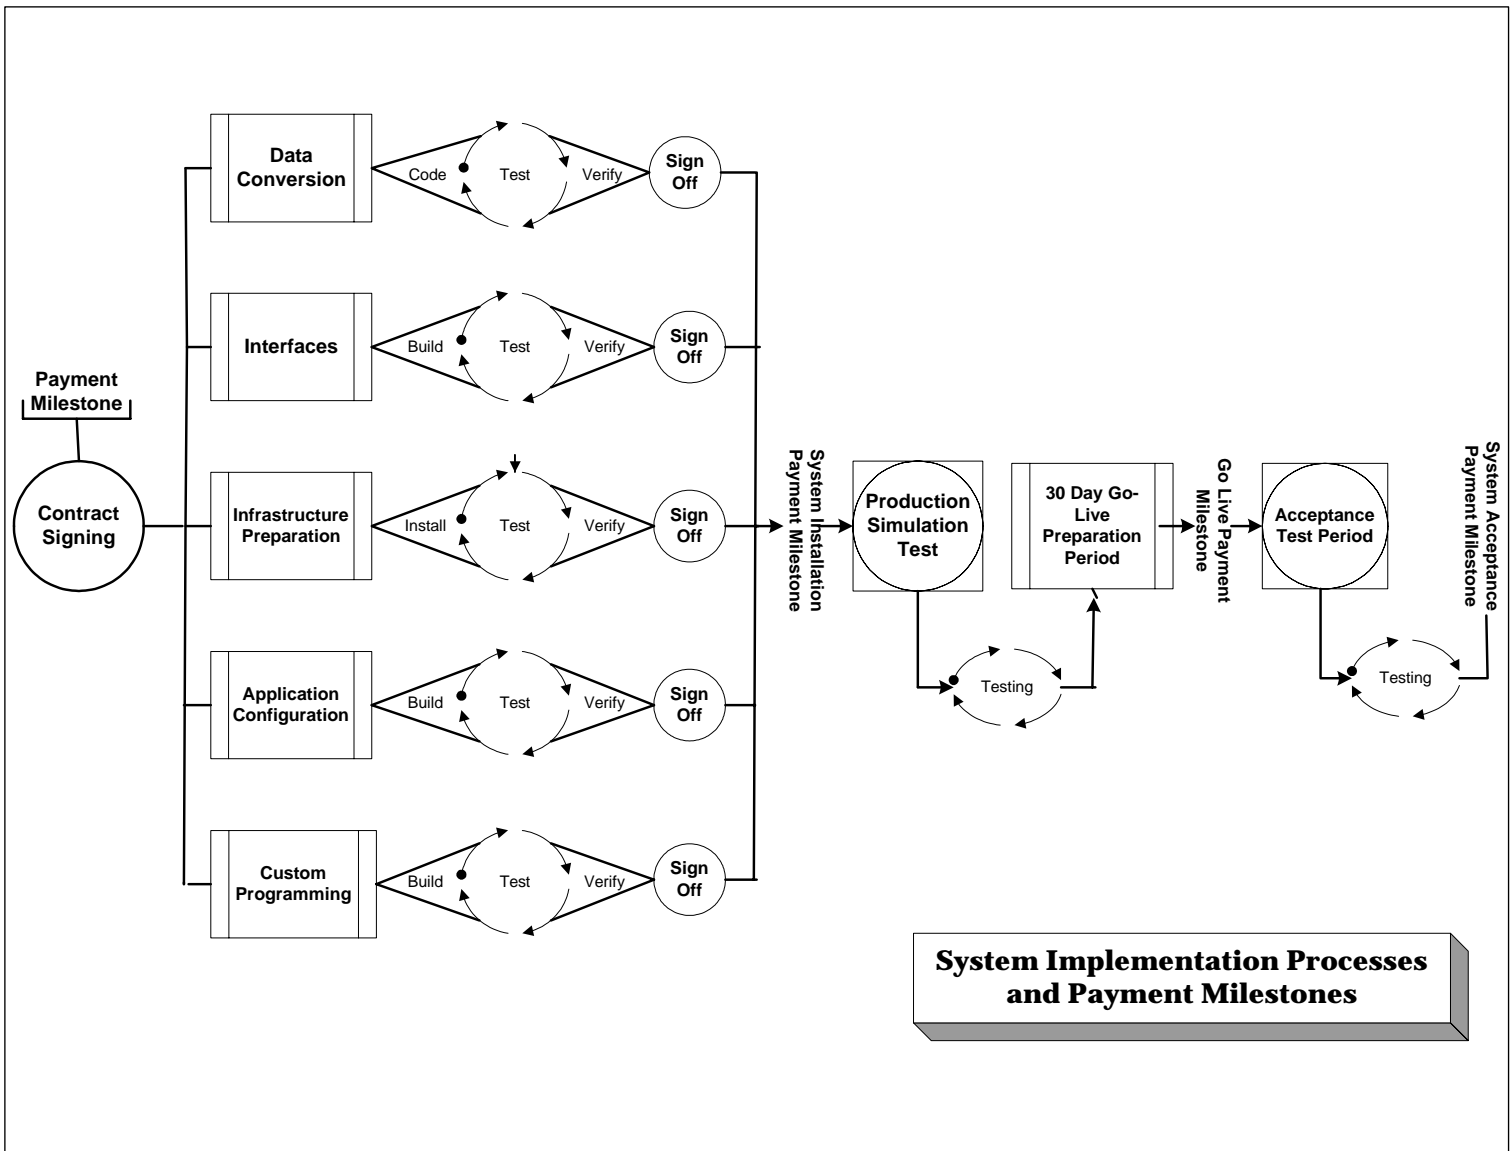 Payment
Milestone
Contract
Signing
Data
Conversion
Code
Test
Verify
Sign
Off
Interfaces
Build
Test
Verify
Sign
Off
Infrastructure
Preparation
Install
Test
Verify
Sign
Off
Application
Configuration
Build
Test
Verify
Sign
Off
Custom
Programming
Build
Test
Verify
Sign
Off
System Installation
Payment Milestone
Production
Simulation
Test
Testing
30 Day Go-
Live
Preparation
Period
Go Live Payment
Milestone
Acceptance
Test Period
Testing
System Acceptance
Payment Milestone
System Implementation Processes
and Payment Milestones